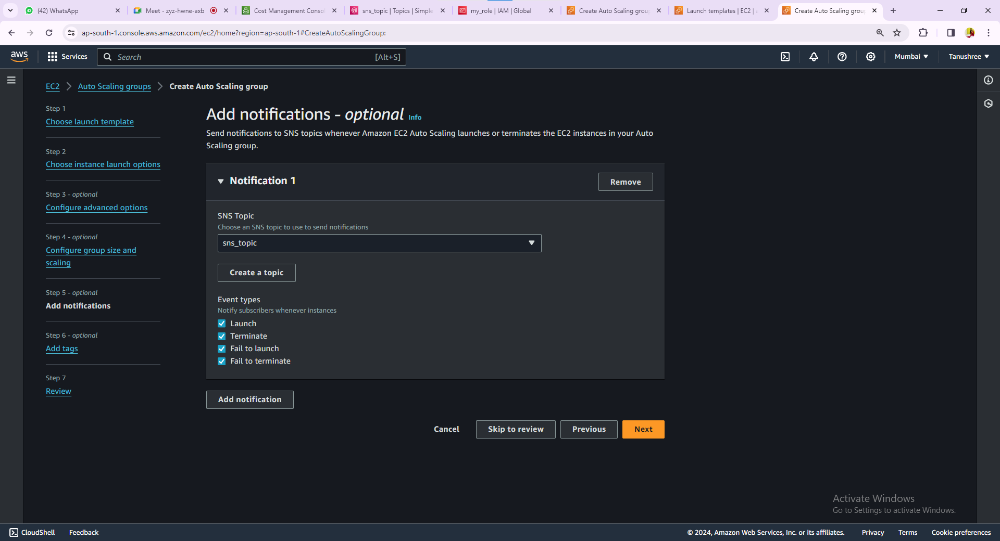 (42) WhatsApp
Meet - zyz-hwne-axb
Cost Management Consol
sns_topic | Topics | Simple
my_role | IAM | Global
Create Auto Scaling grou
Launch templates | EC2 |
Create Auto Scaling grou
ap-south-1.console.aws.amazon.com/ec2/home?region=ap-south-1#CreateAutoScalingGroup:
aws
Services
Search
[Alt+S]
Mumbai
Tanushree
EC2
Auto Scaling groups
Create Auto Scaling group
Step 1
Choose launch template
Step 2
Choose instance launch options
Step 3 - optional
Configure advanced options
Step 4 - optional
Configure group size and
scaling
Step 5 - optional
Add notifications
Step 6 - optional
Add tags
Step 7
Review
Add notifications - optional Info
Send notifications to SNS topics whenever Amazon EC2 Auto Scaling launches or terminates the EC2 instances in your Auto
Scaling group.
Notification 1
Remove
SNS Topic
Choose an SNS topic to use to send notifications
sns_topic
Create a topic
Event types
Notify subscribers whenever instances
Launch
Terminate
Fail to launch
Fail to terminate
Add notification
Cancel
Skip to review
Previous
Next
Activate Windows
Go to Settings to activate Windows.
CloudShell
Feedback
© 2024, Amazon Web Services, Inc. or its affiliates.
Privacy
Terms
Cookie preferences